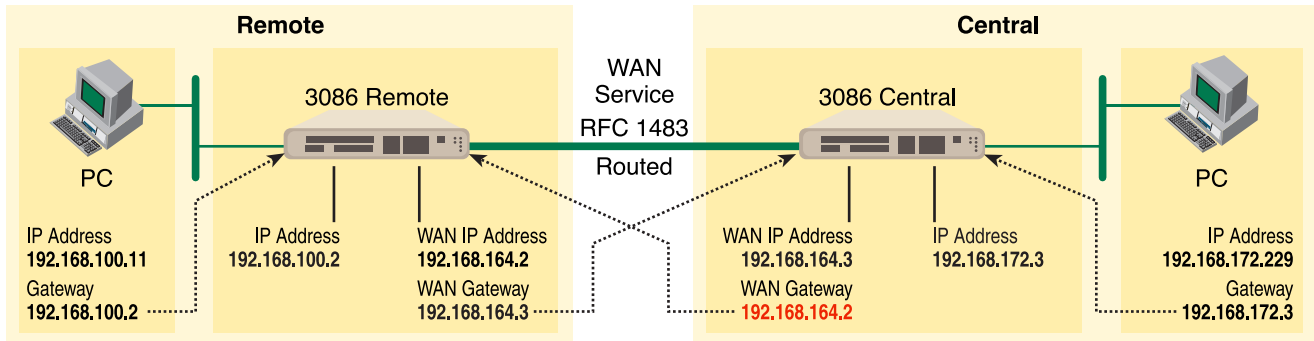 Remote
Central
WAN
Service
RFC 1483
Routed
3086 Remote
3086 Central
PC
PC
IP Address
192.168.100.11
Gateway
192.168.100.2
IP Address
192.168.100.2
WAN IP Address
192.168.164.2
WAN Gateway
192.168.164.3
WAN IP Address
192.168.164.3
WAN Gateway
192.168.164.2
IP Address
192.168.172.3
IP Address
192.168.172.229
Gateway
192.168.172.3